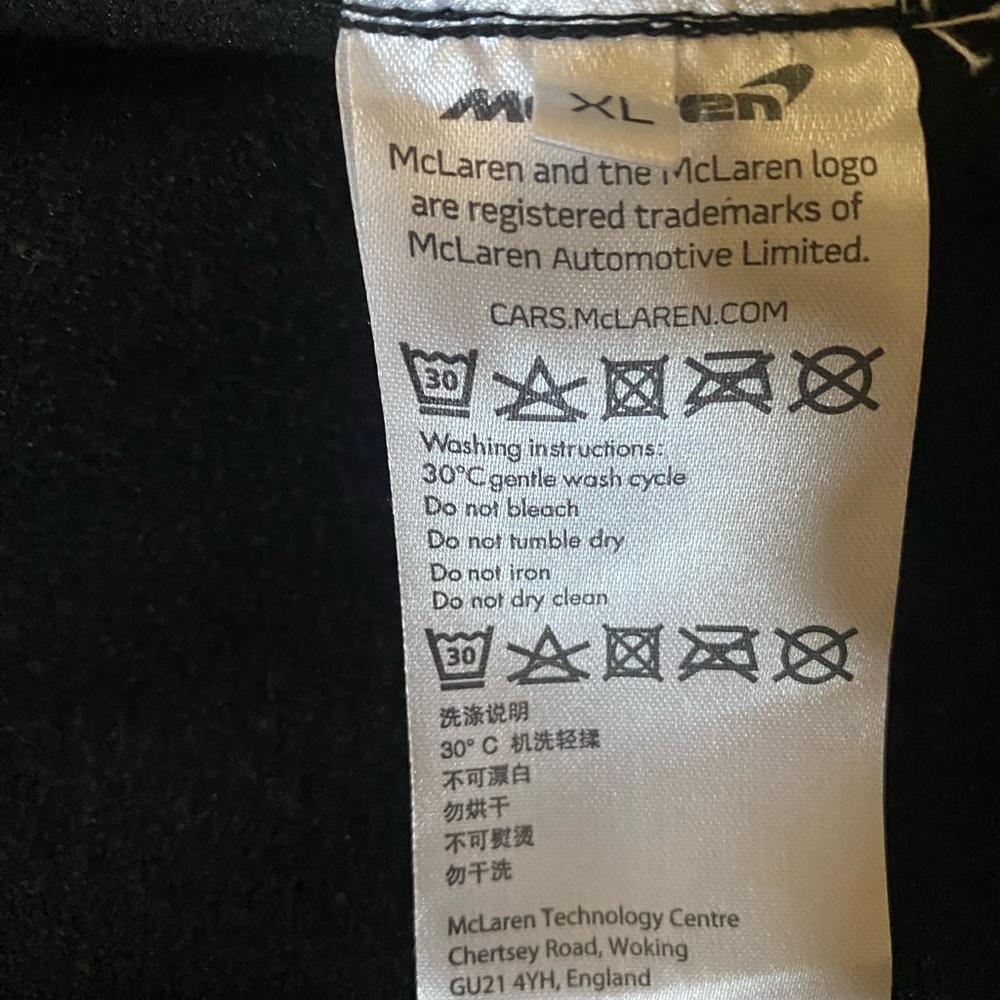 XL
McLaren and the McLaren logo
are registered trademarks of
McLaren Automotive Limited.
CARS.McLAREN.COM
30
Washing instructions:
30°C gentle wash cycle
Do not bleach
Do not tumble dry
Do not iron
Do not dry clean
30
洗涤说明
30° C 机洗轻揉
不可漂白
勿烘干
不可熨烫
勿干洗
McLaren Technology Centre
Chertsey Road, Woking
GU21 4YH, England